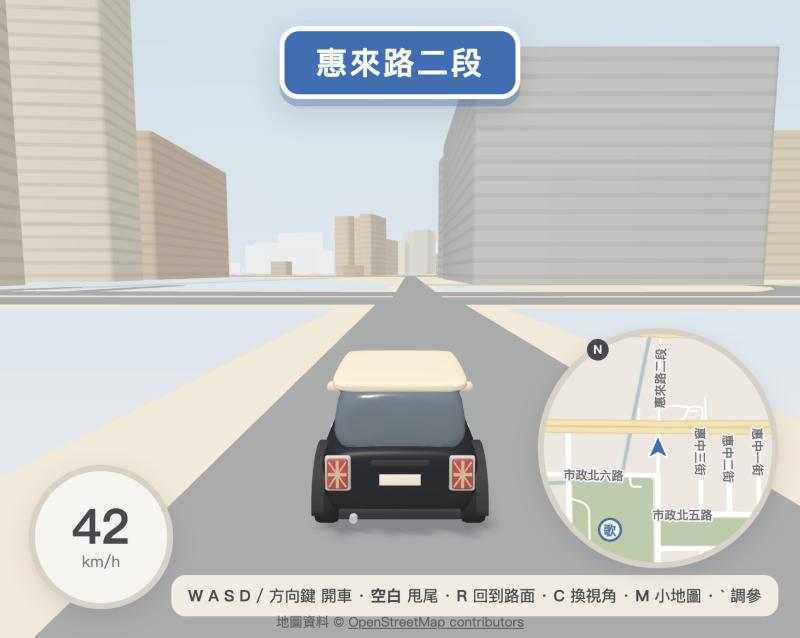 惠來路二段
N
惠來路二段
惠中三街
惠中二街
惠中一街
市政北六路
市政北五路
歌
42
km/h
W A S D / 方向鍵 開車 · 空白 甩尾 · R 回到路面 · C 換視角 · M 小地圖 · ` 調參
地圖資料 © OpenStreetMap contributors